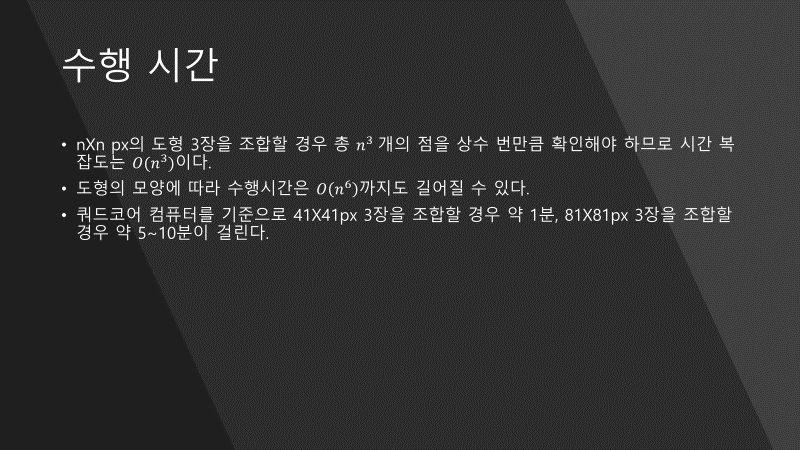 수행 시간
• nXn px의 도형 3장을 조합할 경우 총 n³ 개의 점을 상수 번만큼 확인해야 하므로 시간 복
잡도는 O(n³)이다.
• 도형의 모양에 따라 수행시간은 O(n⁶)까지도 길어질 수 있다.
• 쿼드코어 컴퓨터를 기준으로 41X41px 3장을 조합할 경우 약 1분, 81X81px 3장을 조합할
경우 약 5~10분이 걸린다.